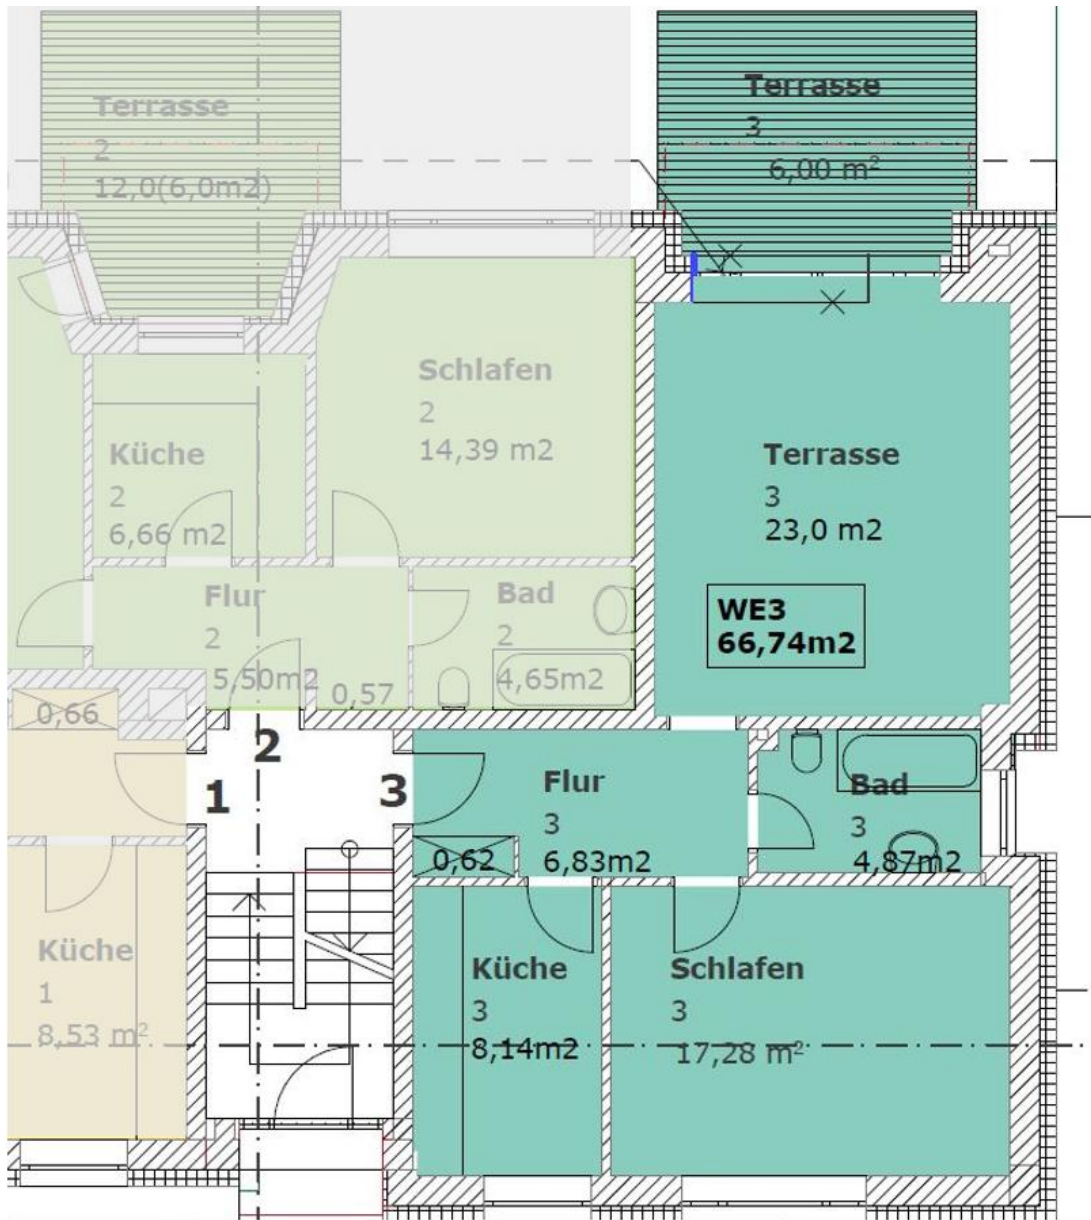 Terrasse
2
12,0(6,0m2)
Terrasse
3
6,00 m²
Schlafen
2
14,39 m2
Küche
2
6,66 m2
Terrasse
3
23,0 m2
WE3
66,74m2
Flur
2
5,50m2
0,57
Bad
2
4,65m2
0,66
1
2
3
Flur
3
6,83m2
0,62
Bad
3
4,87m2
Küche
1
8,53 m²
Küche
3
8,14m2
Schlafen
3
17,28 m²